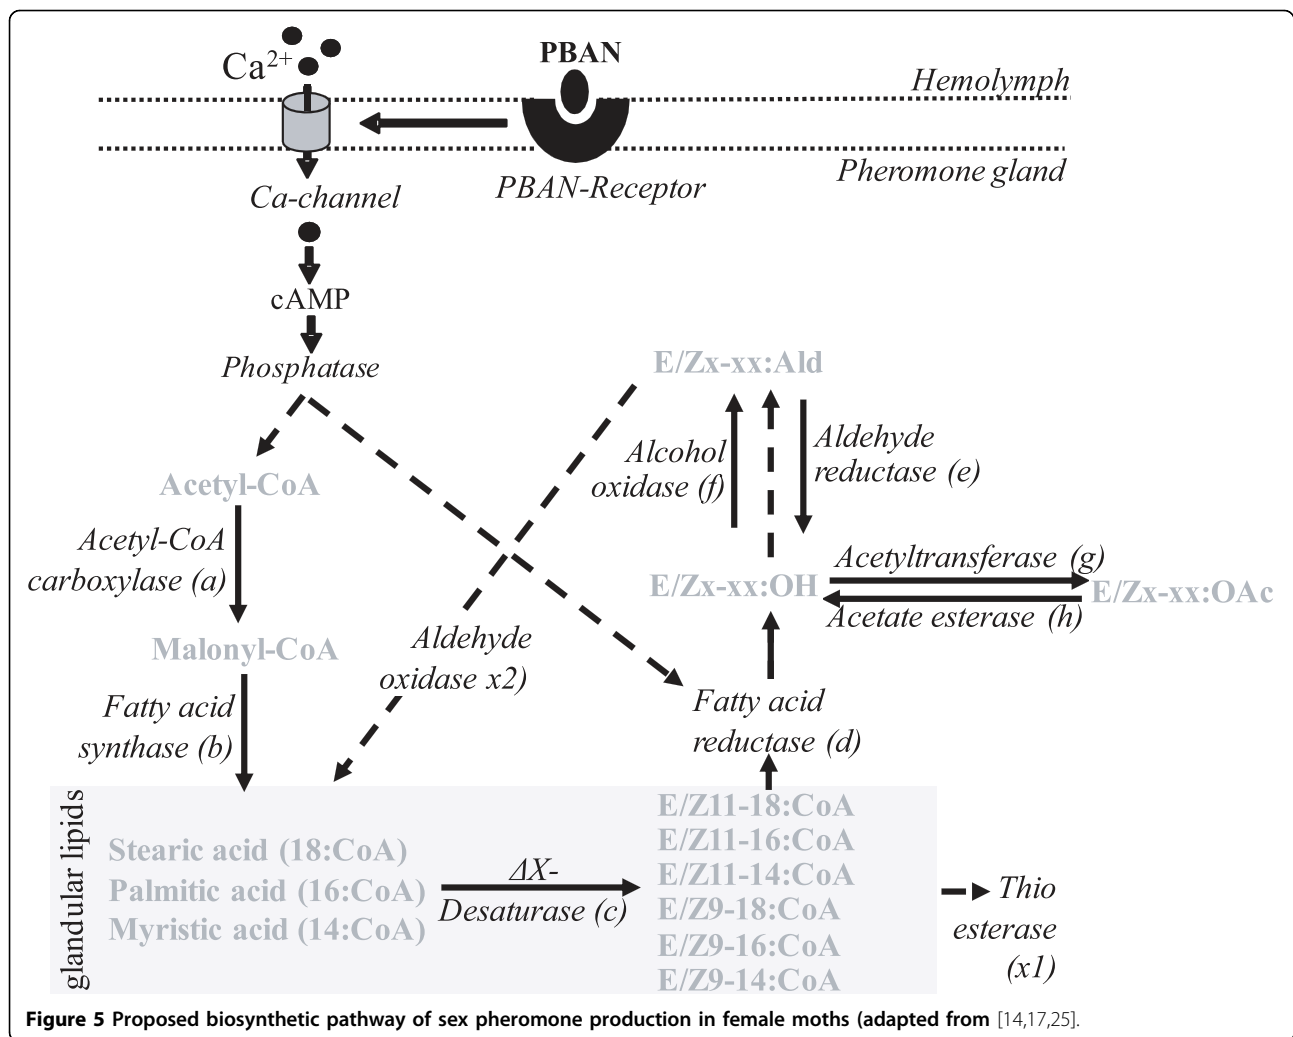 PBAN
Ca2+
Hemolymph
Pheromone gland
PBAN-Receptor
Ca-channel
cAMP
Phosphatase
E/Zx-xx:Ald
Alcohol
oxidase (f)
Aldehyde
reductase (e)
Acetyl-CoA
Acetyl-CoA
carboxylase (a)
Acetyltransferase (g)
E/Zx-xx:OH
E/Zx-xx:OAc
Acetate esterase (h)
Malonyl-CoA
Aldehyde
oxidase x2)
Fatty acid
synthase (b)
Fatty acid
reductase (d)
glandular lipids
Stearic acid (18:CoA)
Palmitic acid (16:CoA)
Myristic acid (14:CoA)
ΔX-
Desaturase (c)
E/Z11-18:CoA
E/Z11-16:CoA
E/Z11-14:CoA
E/Z9-18:CoA
E/Z9-16:CoA
E/Z9-14:CoA
Thio
esterase
(x1)
Figure 5 Proposed biosynthetic pathway of sex pheromone production in female moths (adapted from [14,17,25].